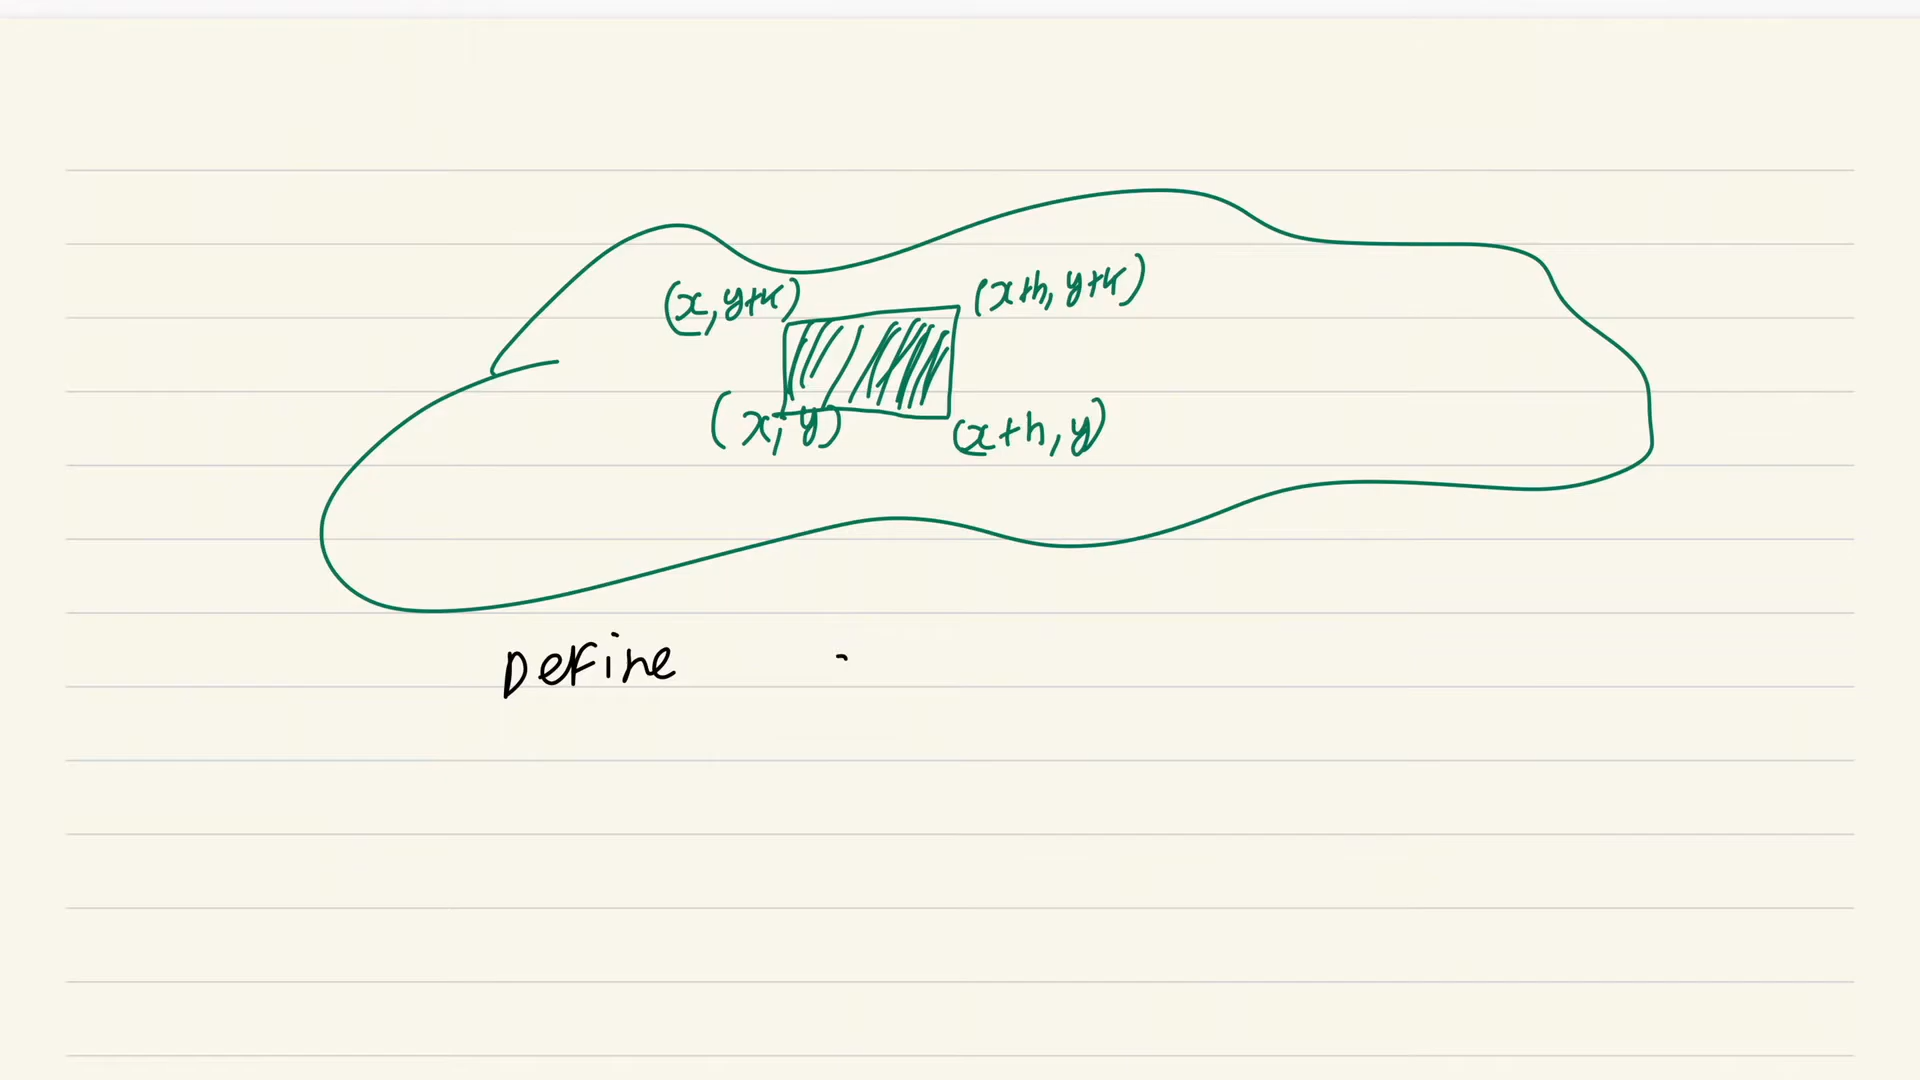 (x, y+k) (x+h, y+k)
(x, y) (x+h, y)
Define